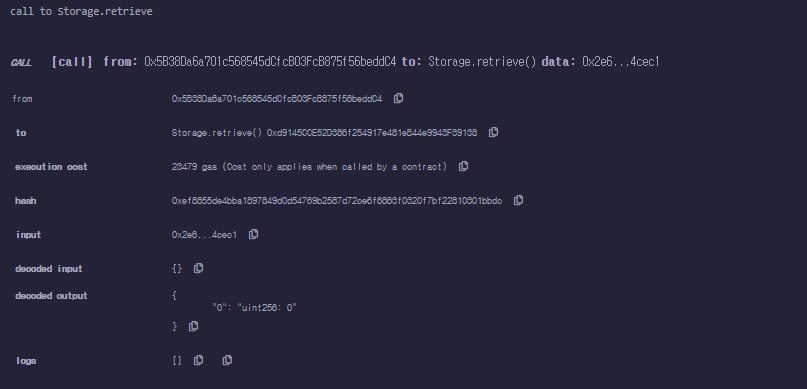 call to Storage.retrieve
CALL [call] from: 0x5B38Da6a701c568545dCfcB03FcB875f56beddC4 to: Storage.retrieve() data: 0x2e6...4cec1
from 0x5B38Da6a701c568545dCfcB03FcB875f56beddC4
to Storage.retrieve() 0xd9145CCE52D386f254917e481eB44e9943F39138
execution cost 23479 gas (Cost only applies when called by a contract)
hash
input 0x2e6...4cec1
decoded input {}
decoded output {
"0": "uint256: 0"
}
logs []